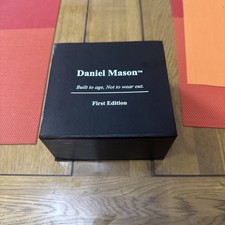 Daniel Mason™
Built to age, Not to wear out.
First Edition